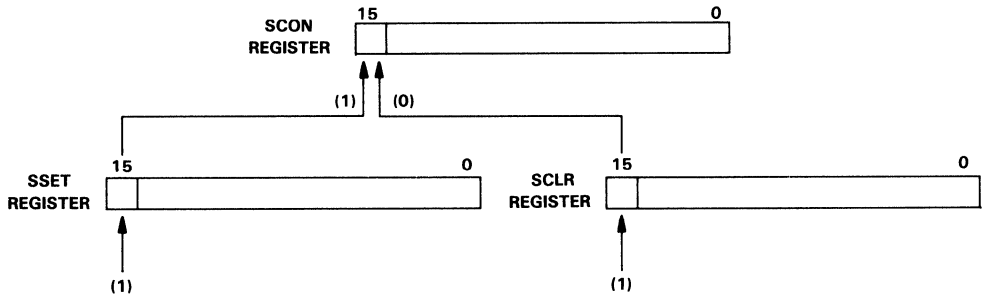 15 0
SCON
REGISTER
(1) (0)
15 0
SSET
REGISTER
15 0
SCLR
REGISTER
(1)
(1)